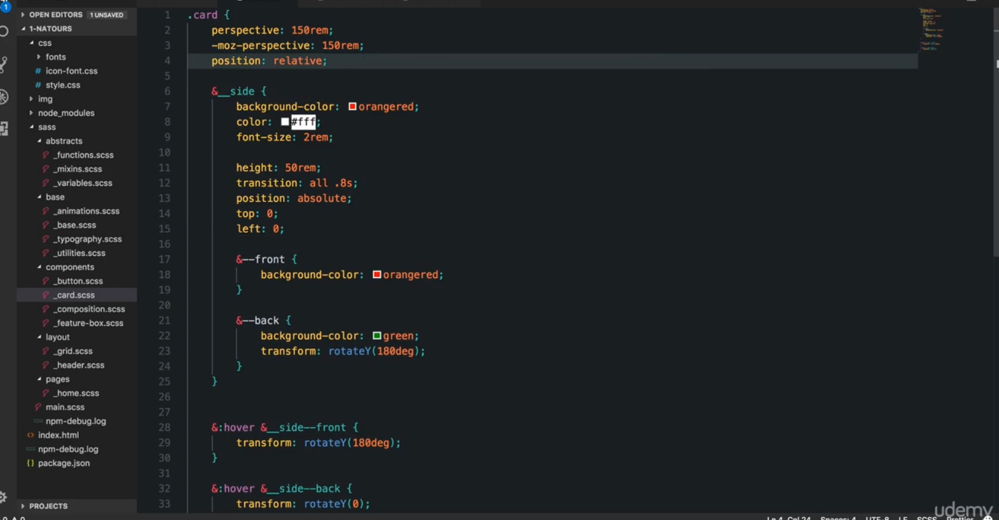 1
OPEN EDITORS 1 UNSAVED
1-NATOURS
css
fonts
# icon-font.css
# style.css
img
node_modules
sass
abstracts
_functions.scss
_mixins.scss
_variables.scss
base
_animations.scss
_base.scss
_typography.scss
_utilities.scss
components
_button.scss
_card.scss
_composition.scss
_feature-box.scss
layout
_grid.scss
_header.scss
pages
_home.scss
main.scss
npm-debug.log
<> index.html
npm-debug.log
{} package.json
PROJECTS
1 .card {
2 perspective: 150rem;
3 -moz-perspective: 150rem;
4 position: relative;
5
6 &__side {
7 background-color: orangered;
8 color: #fff;
9 font-size: 2rem;
10
11 height: 50rem;
12 transition: all .8s;
13 position: absolute;
14 top: 0;
15 left: 0;
16
17 &--front {
18 background-color: orangered;
19 }
20
21 &--back {
22 background-color: green;
23 transform: rotateY(180deg);
24 }
25 }
26
27
28 &:hover &__side--front {
29 transform: rotateY(180deg);
30 }
31
32 &:hover &__side--back {
33 transform: rotateY(0);
udemy
Ln 4, Col 24 Spaces: 4 UTF-8 LF SCSS Prettier